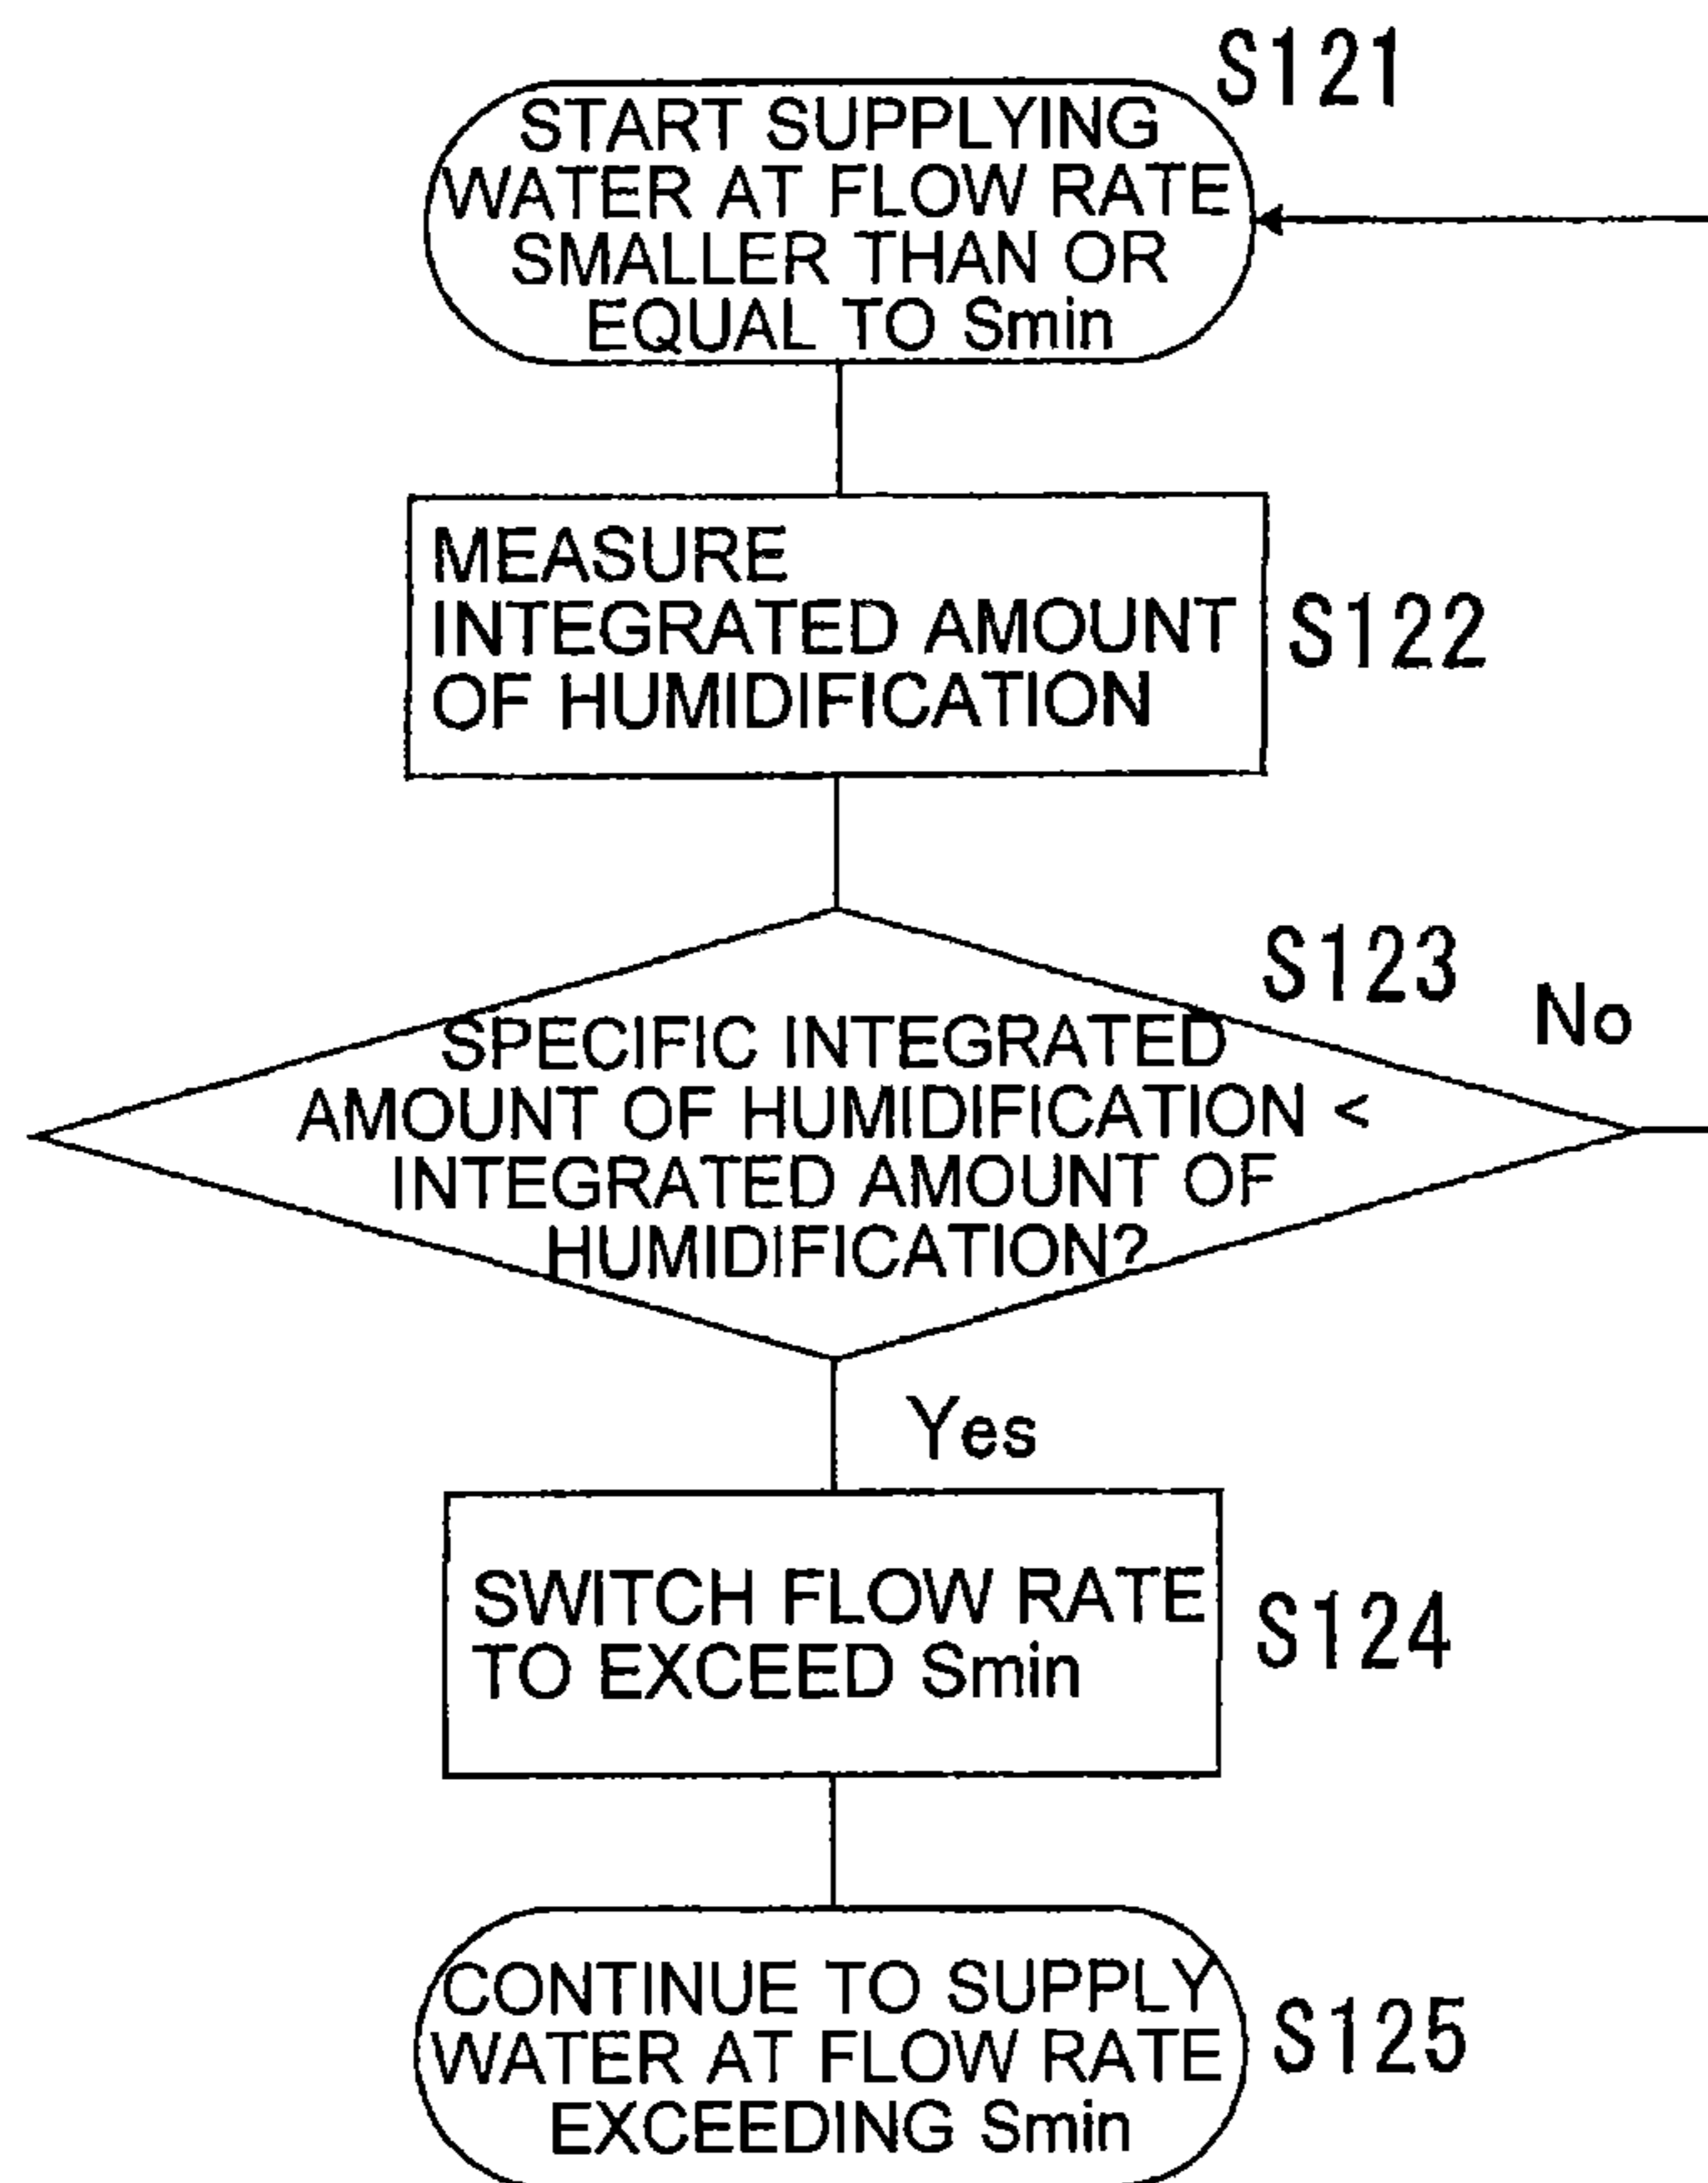 S121
START SUPPLYING
WATER AT FLOW RATE
SMALLER THAN OR
EQUAL TO Smin
MEASURE
INTEGRATED AMOUNT
OF HUMIDIFICATION
S122
S123
No
SPECIFIC INTEGRATED
AMOUNT OF HUMIDIFICATION <
INTEGRATED AMOUNT OF
HUMIDIFICATION?
Yes
SWITCH FLOW RATE
TO EXCEED Smin
S124
CONTINUE TO SUPPLY
WATER AT FLOW RATE
EXCEEDING Smin
S125